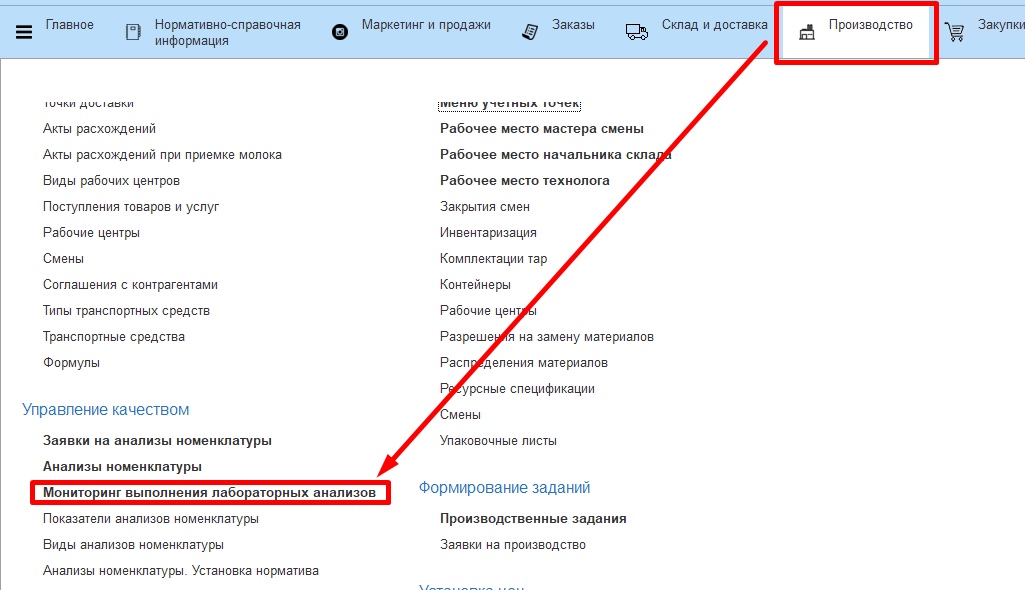 Главное
Нормативно-справочная
информация
Маркетинг и продажи
Заказы
Склад и доставка
Производство
Закупки
Точки доставки
Акты расхождений
Акты расхождений при приемке молока
Виды рабочих центров
Поступления товаров и услуг
Рабочие центры
Смены
Соглашения с контрагентами
Типы транспортных средств
Транспортные средства
Формулы
Управление качеством
Заявки на анализы номенклатуры
Анализы номенклатуры
Мониторинг выполнения лабораторных анализов
Показатели анализов номенклатуры
Виды анализов номенклатуры
Анализы номенклатуры. Установка норматива
Меню учетных точек
Рабочее место мастера смены
Рабочее место начальника склада
Рабочее место технолога
Закрытия смен
Инвентаризация
Комплектации тар
Контейнеры
Рабочие центры
Разрешения на замену материалов
Распределения материалов
Ресурсные спецификации
Смены
Упаковочные листы
Формирование заданий
Производственные задания
Заявки на производство
Установка цен